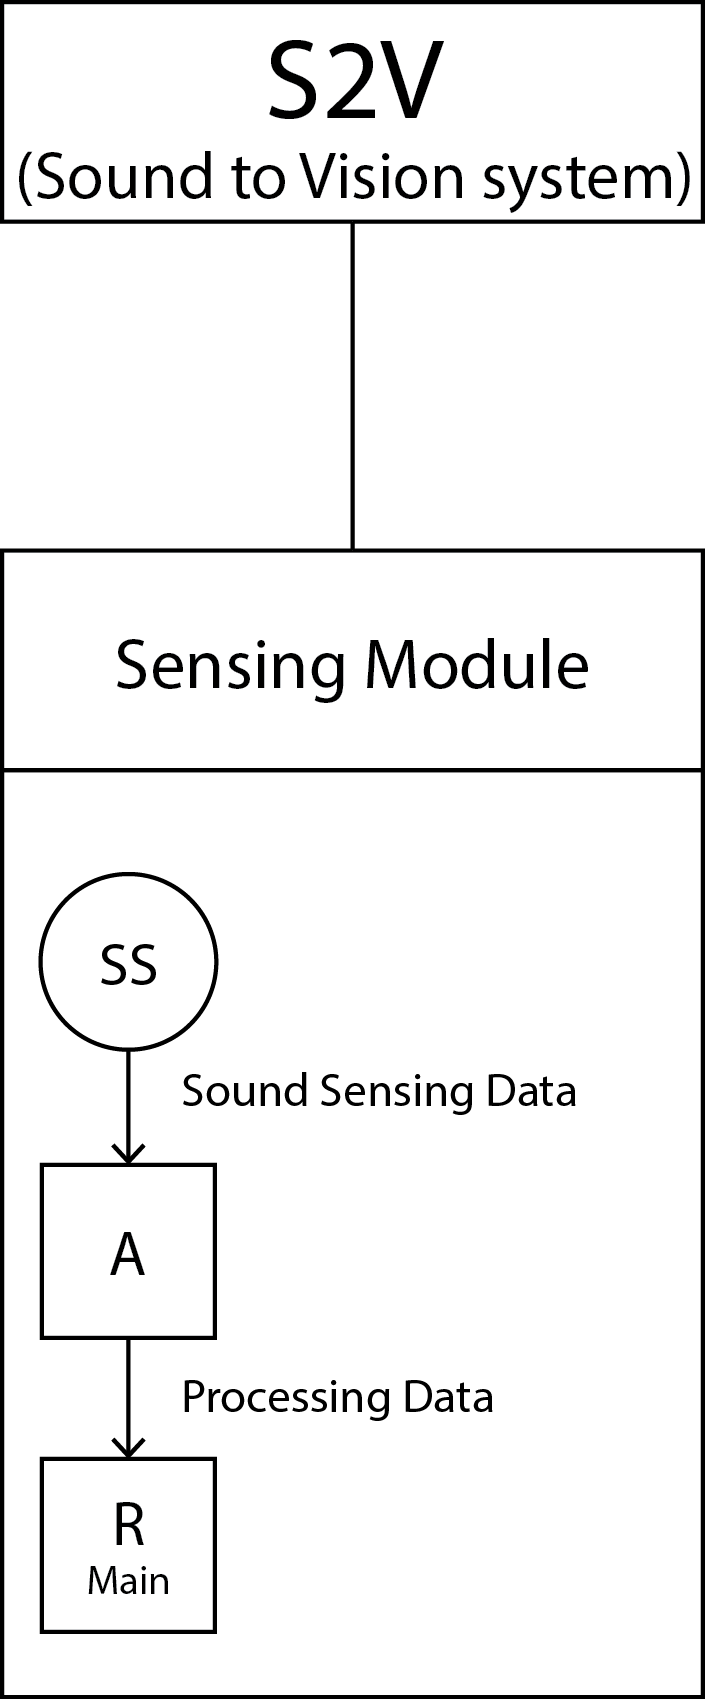 S2V
(Sound to Vision system)
Sensing Module
SS
Sound Sensing Data
A
Processing Data
R
Main